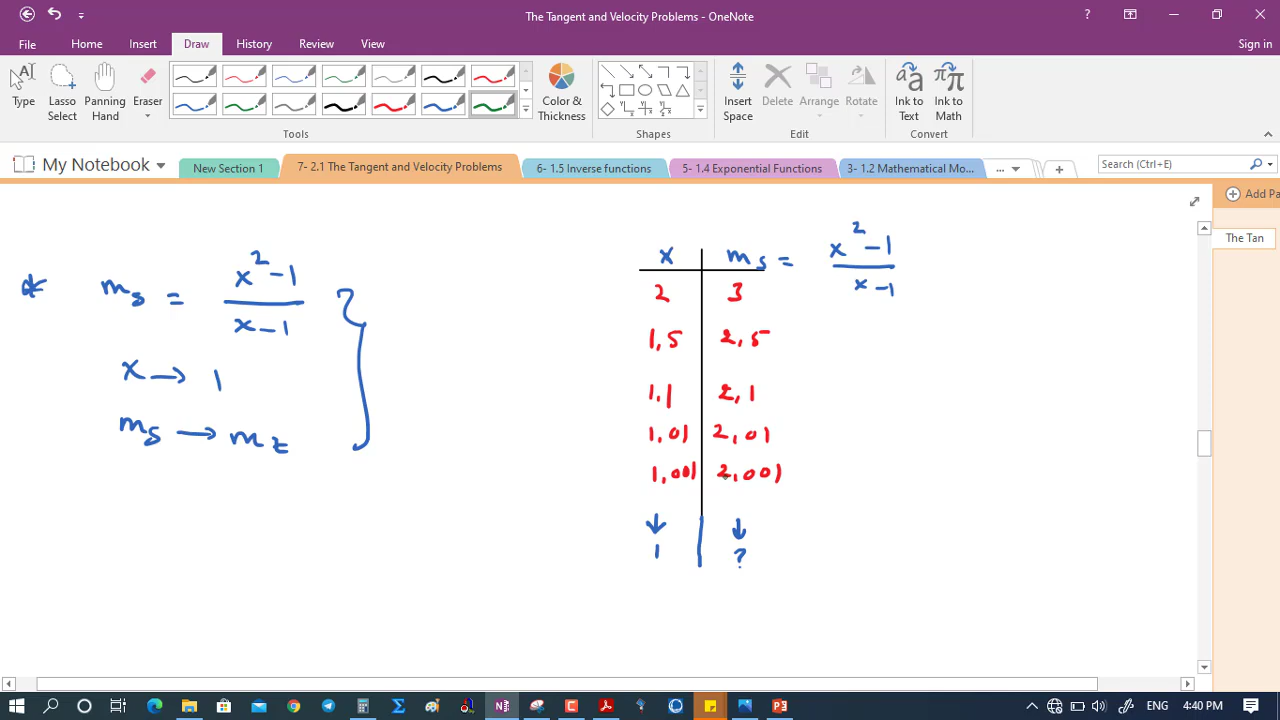 The Tangent and Velocity Problems - OneNote
File Home Insert Draw History Review View Sign in
Type
Lasso Select
Panning Hand
Eraser
Color & Thickness
Insert Space
Delete
Arrange
Rotate
Ink to Text
Ink to Math
Tools Shapes Edit Convert
My Notebook New Section 1 7- 2.1 The Tangent and Velocity Problems 6- 1.5 Inverse functions 5- 1.4 Exponential Functions 3- 1.2 Mathematical Mo... ... Search (Ctrl+E)
Add Pa
The Tan
* m_s = (x² - 1)/(x - 1)
x → 1
m_s → m_t
x | m_s = (x² - 1)/(x - 1)
2 | 3
1,5 | 2,5
1,1 | 2,1
1,01 | 2,01
1,001 | 2,001
↓ | ↓
1 | ?
4:40 PM